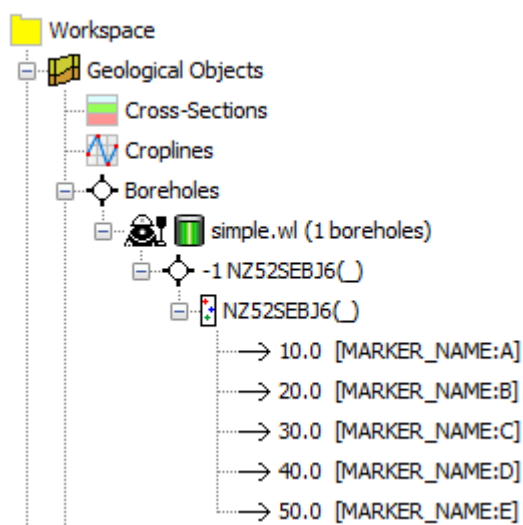 Workspace
Geological Objects
Cross-Sections
Croplines
Boreholes
simple.wl (1 boreholes)
-1 NZ52SEBJ6(_)
NZ52SEBJ6(_)
10.0 [MARKER_NAME:A]
20.0 [MARKER_NAME:B]
30.0 [MARKER_NAME:C]
40.0 [MARKER_NAME:D]
50.0 [MARKER_NAME:E]